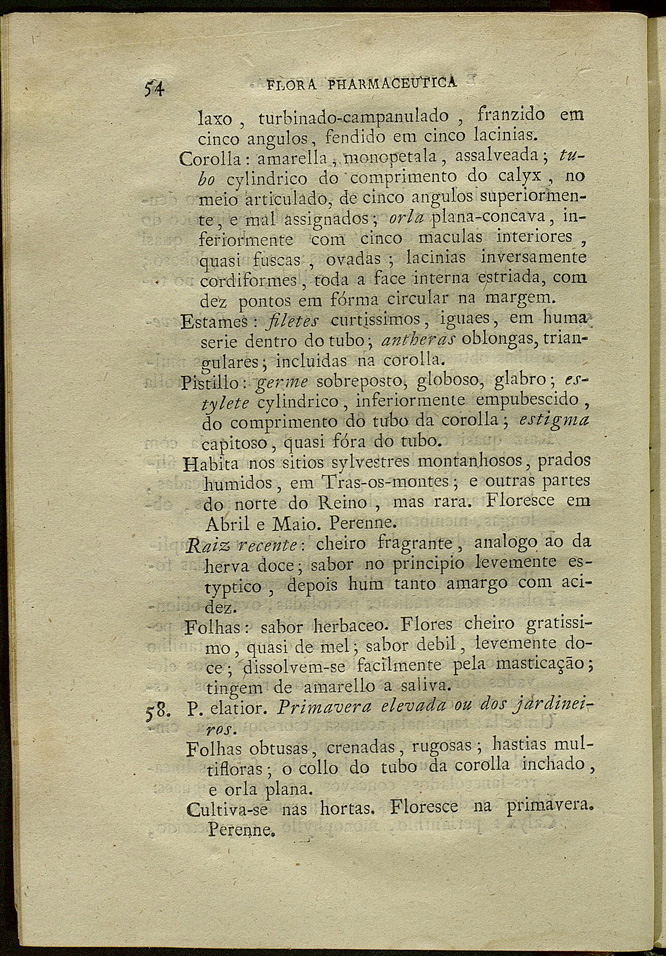 54 FLORA PHARMACEUTICA
laxo , turbinado-campanulado , franzido em
cinco angulos, fendido em cinco lacinias.
Corolla : amarella, monopetala, assalveada ; tu-
bo cylindrico do comprimento do calyx , no
meio articulado, de cinco angulos superiormen-
te, e mal assignados ; orla plana-concava, in-
feriormente com cinco maculas interiores ,
quasi fuscas , ovadas ; lacinias inversamente
cordiformes, toda a face interna estriada, com
dez pontos em fórma circular na margem.
Estames : filetes curtissimos, iguaes, em huma
serie dentro do tubo ; antheras oblongas, trian-
gulares ; incluidas na corolla.
Pistillo : germe sobreposto, globoso, glabro ; es-
tylete cylindrico, inferiormente empubescido ,
do comprimento do tubo da corolla ; estigma
capitoso, quasi fóra do tubo.
Habita nos sitios sylvestres montanhosos, prados
humidos, em Tras-os-montes ; e outras partes
do norte do Reino , mas rara. Floresce em
Abril e Maio. Perenne.
Raiz recente : cheiro fragrante, analogo ao da
herva doce ; sabor no principio levemente es-
typtico , depois hum tanto amargo com aci-
dez.
Folhas : sabor herbaceo. Flores cheiro gratissi-
mo, quasi de mel ; sabor debil, levemente do-
ce ; dissolvem-se facilmente pela masticação ;
tingem de amarello a saliva.
58. P. elatior. Primavera elevada ou dos jardinei-
ros.
Folhas obtusas, crenadas, rugosas ; hastias mul-
tifloras ; o collo do tubo da corolla inchado ,
e orla plana.
Cultiva-se nas hortas. Floresce na primavera.
Perenne.